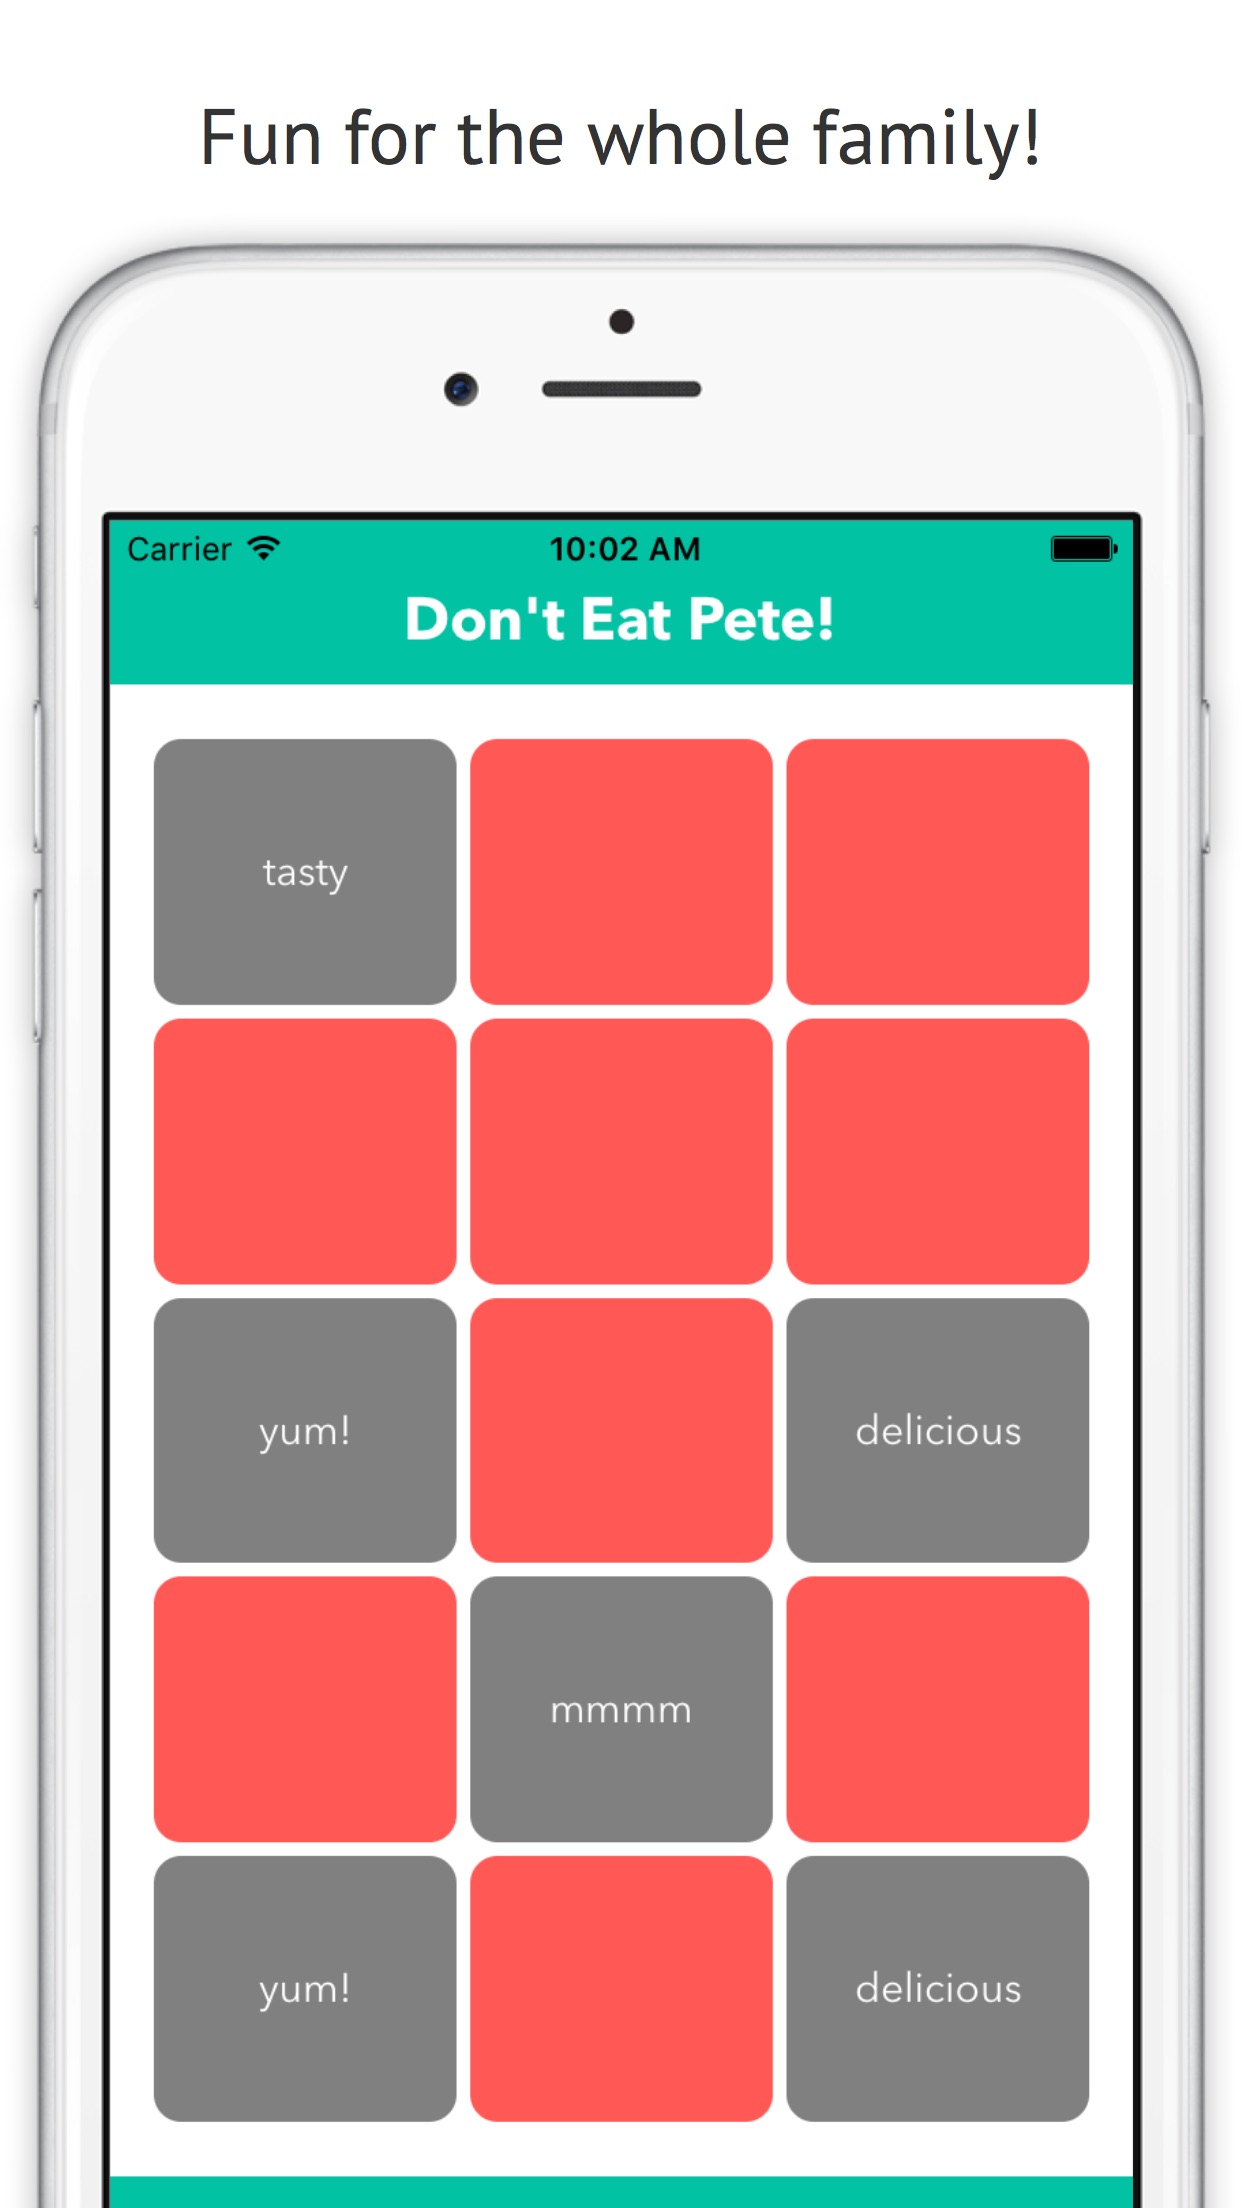 Fun for the whole family!
Carrier 10:02 AM
Don't Eat Pete!
tasty
yum! delicious
mmmm
yum! delicious